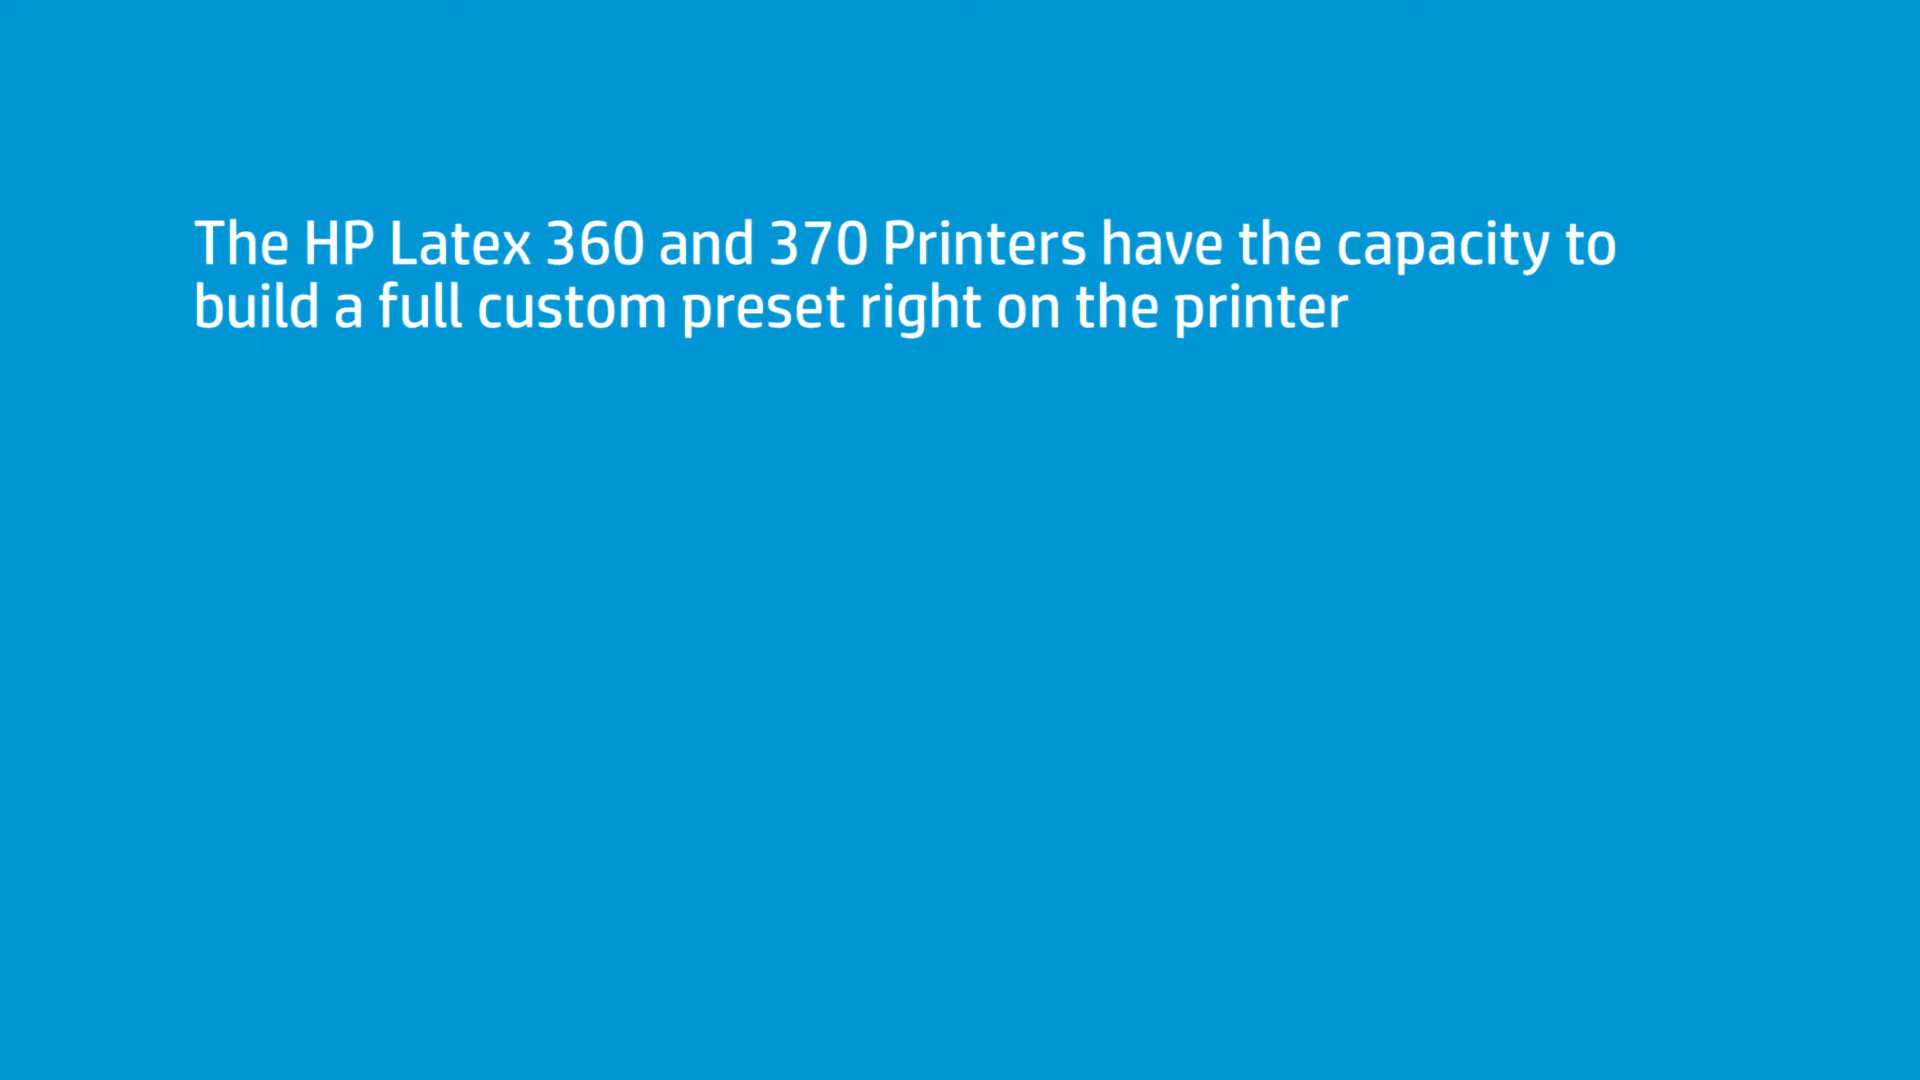 The HP Latex 360 and 370 Printers have the capacity to
build a full custom preset right on the printer